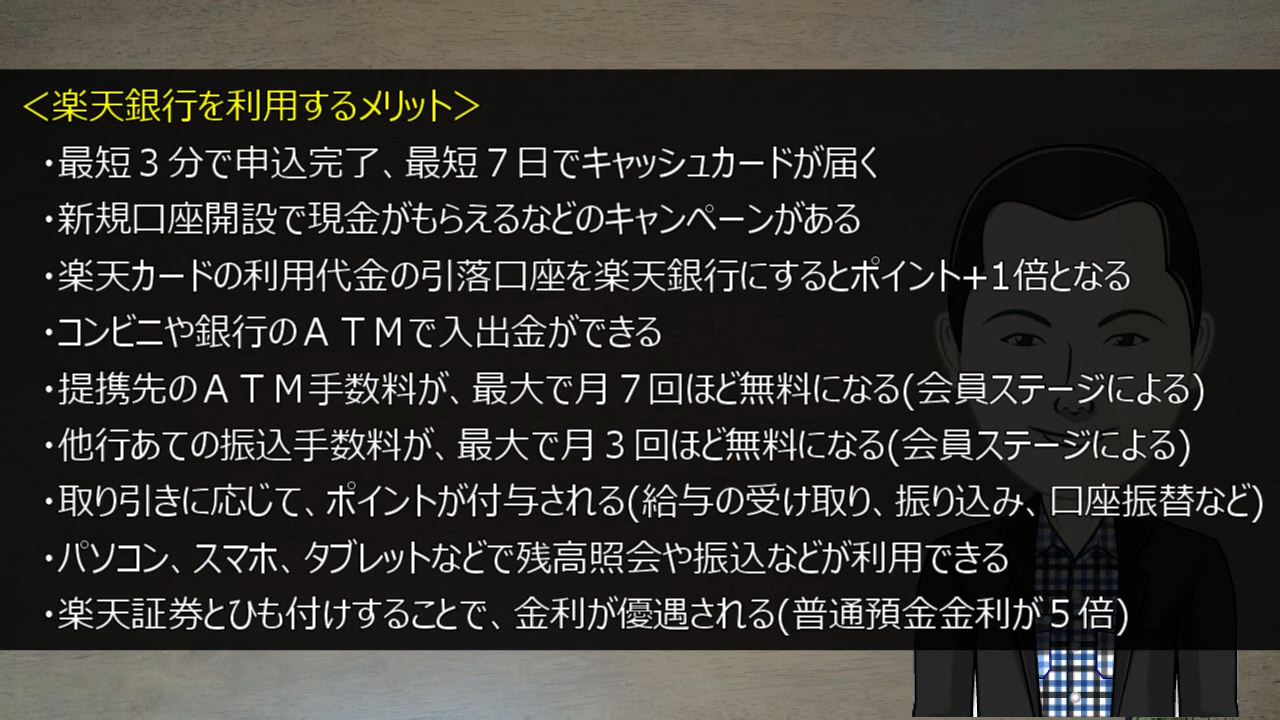 ＜楽天銀行を利用するメリット＞
・最短３分で申込完了、最短７日でキャッシュカードが届く
・新規口座開設で現金がもらえるなどのキャンペーンがある
・楽天カードの利用代金の引落口座を楽天銀行にするとポイント+1倍となる
・コンビニや銀行のＡＴＭで入出金ができる
・提携先のＡＴＭ手数料が、最大で月７回ほど無料になる(会員ステージによる)
・他行あての振込手数料が、最大で月３回ほど無料になる(会員ステージによる)
・取り引きに応じて、ポイントが付与される(給与の受け取り、振り込み、口座振替など)
・パソコン、スマホ、タブレットなどで残高照会や振込などが利用できる
・楽天証券とひも付けすることで、金利が優遇される(普通預金金利が５倍)